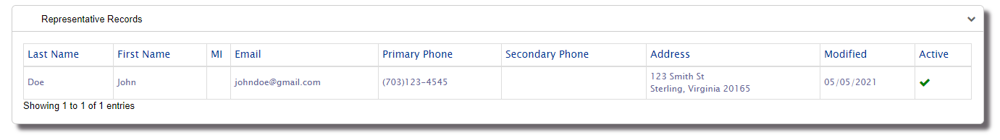 Representative Records
Last Name First Name MI Email Primary Phone Secondary Phone Address Modified Active
Doe John johndoe@gmail.com (703)123-4545 123 Smith St 05/05/2021
Sterling, Virginia 20165
Showing 1 to 1 of 1 entries